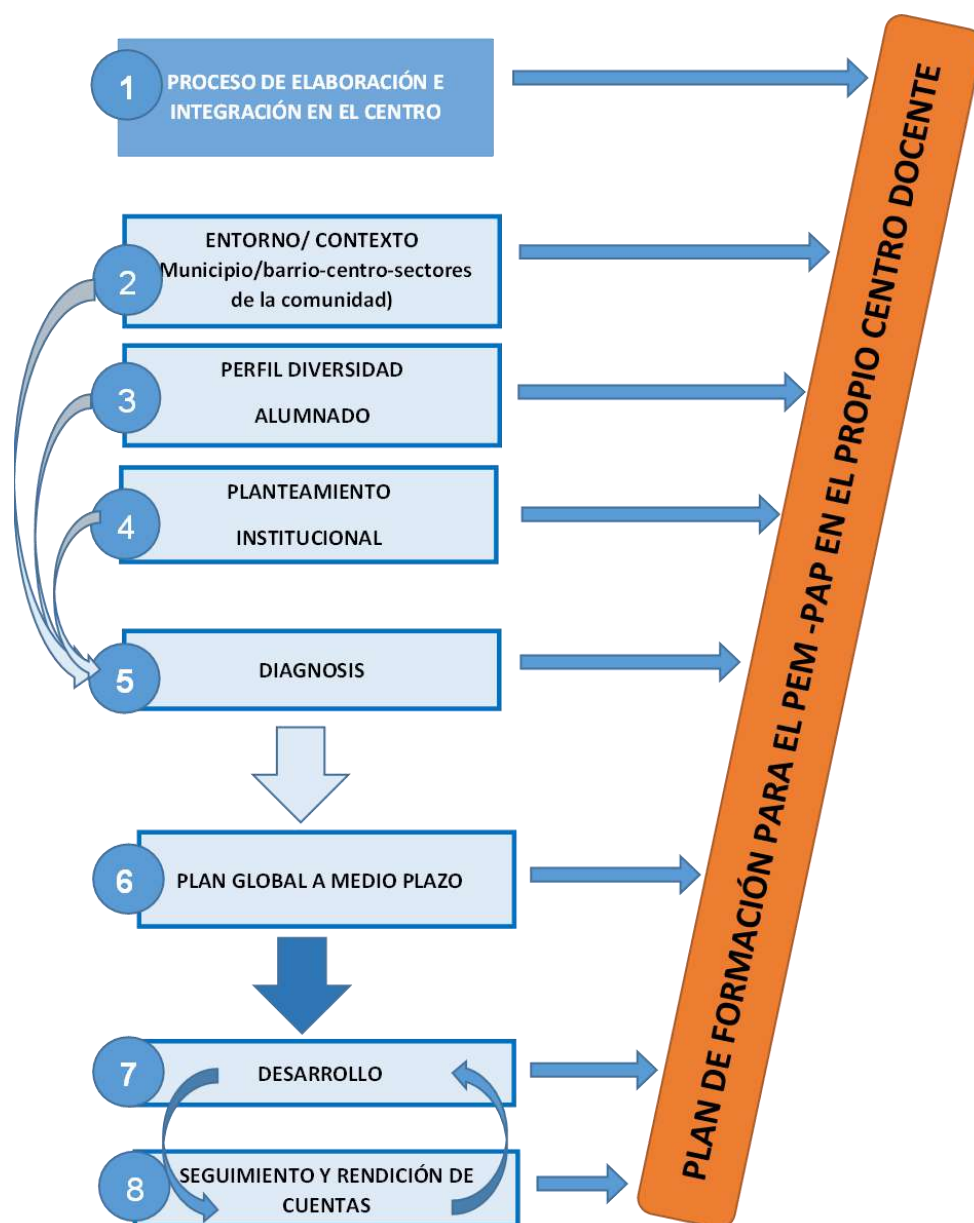 1
PROCESO DE ELABORACIÓN E
INTEGRACIÓN EN EL CENTRO
2
ENTORNO/ CONTEXTO
Municipio/barrio-centro-sectores
de la comunidad)
3
PERFIL DIVERSIDAD
ALUMNADO
4
PLANTEAMIENTO
INSTITUCIONAL
5
DIAGNOSIS
6
PLAN GLOBAL A MEDIO PLAZO
7
DESARROLLO
8
SEGUIMIENTO Y RENDICIÓN DE
CUENTAS
PLAN DE FORMACIÓN PARA EL PEM -PAP EN EL PROPIO CENTRO DOCENTE